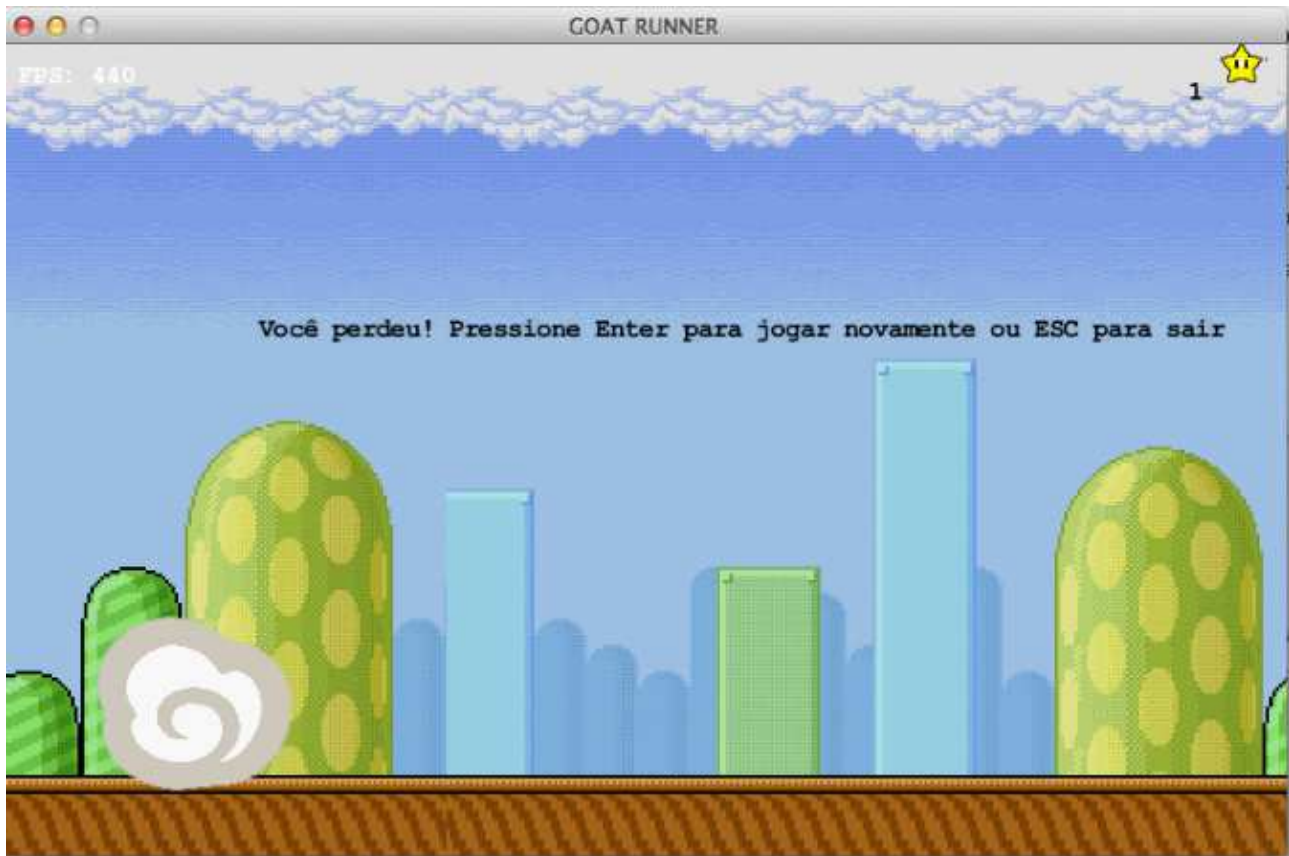 GOAT RUNNER
FPS: 440
1
Você perdeu! Pressione Enter para jogar novamente ou ESC para sair